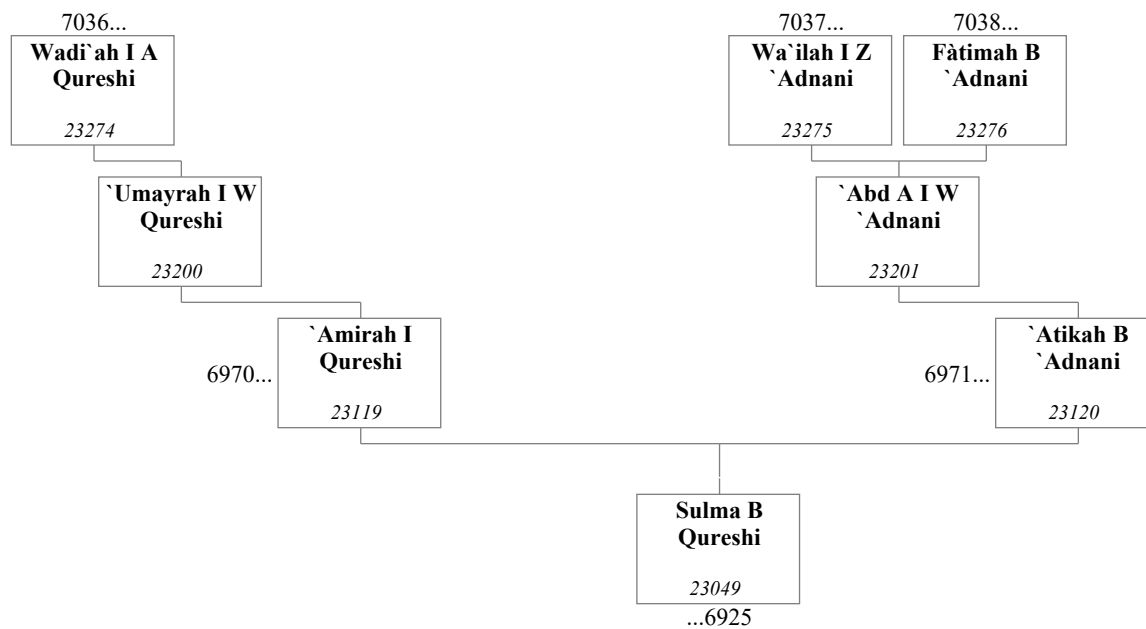 7036...
Wadi`ah I A
Qureshi
23274
7037...
Wa`ilah I Z
`Adnani
23275
7038...
Fàtimah B
`Adnani
23276
`Umayrah I W
Qureshi
23200
`Abd A I W
`Adnani
23201
6970...
`Amirah I
Qureshi
23119
6971...
`Atikah B
`Adnani
23120
Sulma B
Qureshi
23049
...6925